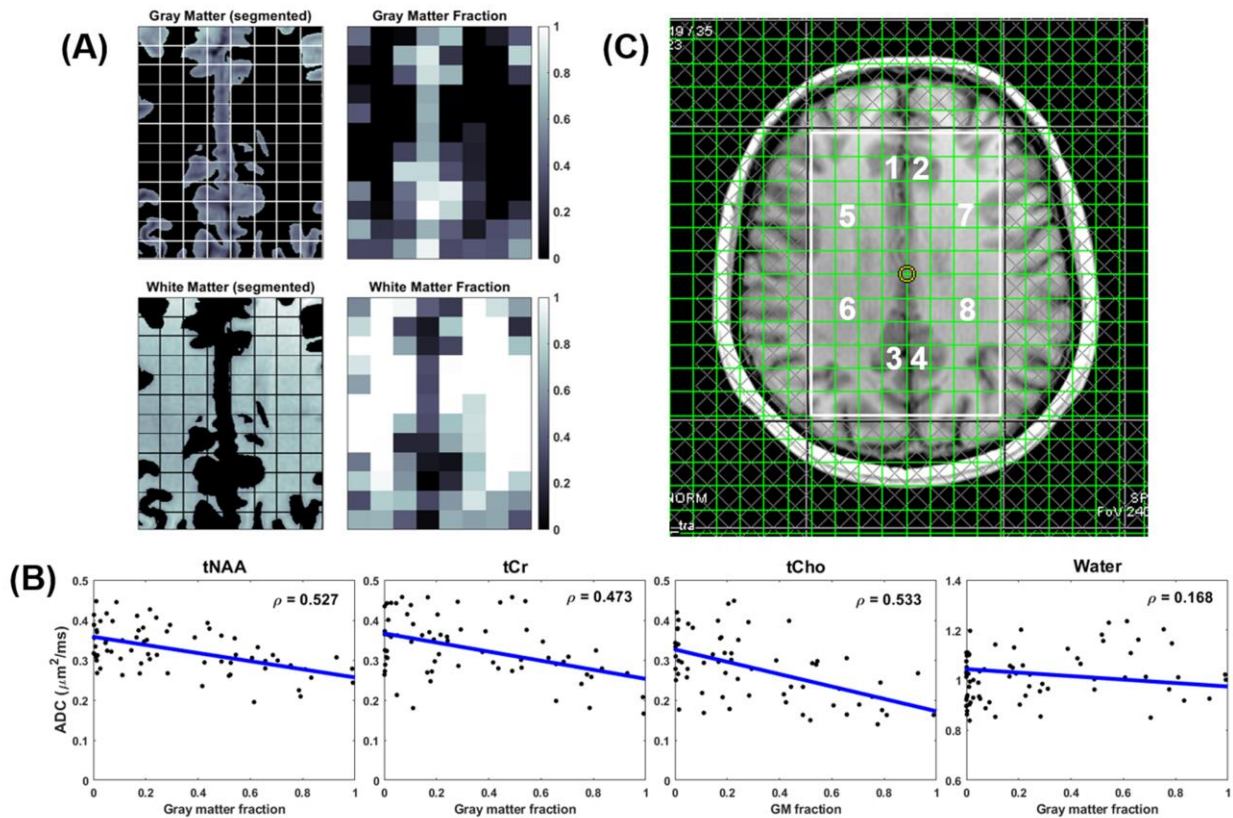 (A)
Gray Matter (segmented)
Gray Matter Fraction
1
0.8
0.6
0.4
0.2
0
White Matter (segmented)
White Matter Fraction
1
0.8
0.6
0.4
0.2
0
(C)
19 / 35
23
1 2
5 7
6 8
3 4
NORM
_tra
SP
FoV 240
(B)
tNAA
ρ = 0.527
ADC (μm²/ms)
0.5
0.4
0.3
0.2
0.1
0
0 0.2 0.4 0.6 0.8 1
Gray matter fraction
tCr
ρ = 0.473
0.5
0.4
0.3
0.2
0.1
0
0 0.2 0.4 0.6 0.8 1
Gray matter fraction
tCho
ρ = 0.533
0.5
0.4
0.3
0.2
0.1
0
0 0.2 0.4 0.6 0.8 1
GM fraction
Water
ρ = 0.168
1.4
1.2
1
0.8
0.6
0 0.2 0.4 0.6 0.8 1
Gray matter fraction